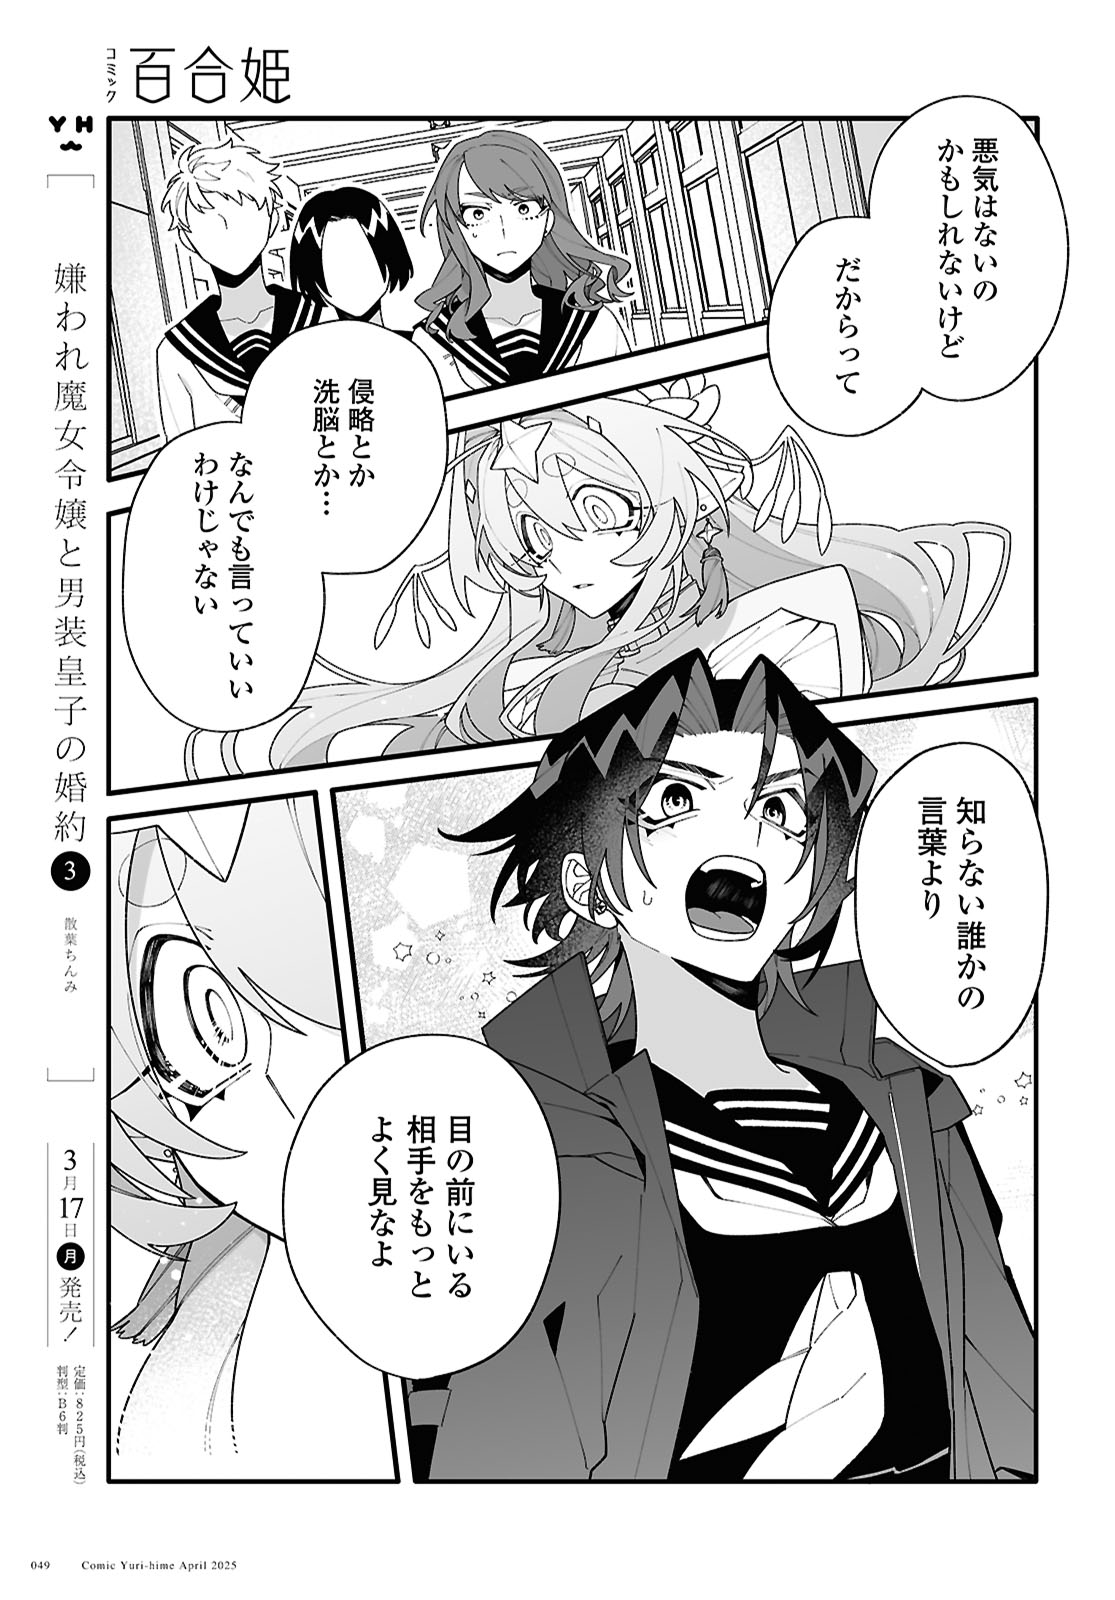 コミック
百合姫
YH
悪気はないの
かもしれないけど
だからって
侵略とか
洗脳とか…
なんでも言っていい
わけじゃない
知らない誰かの
言葉より
目の前にいる
相手をもっと
よく見なよ
嫌われ魔女令嬢と男装皇子の婚約
3
散葉ちんみ
3月17日月発売!
定価:825円(税込)
判型:B6判
049 Comic Yuri-hime April 2025